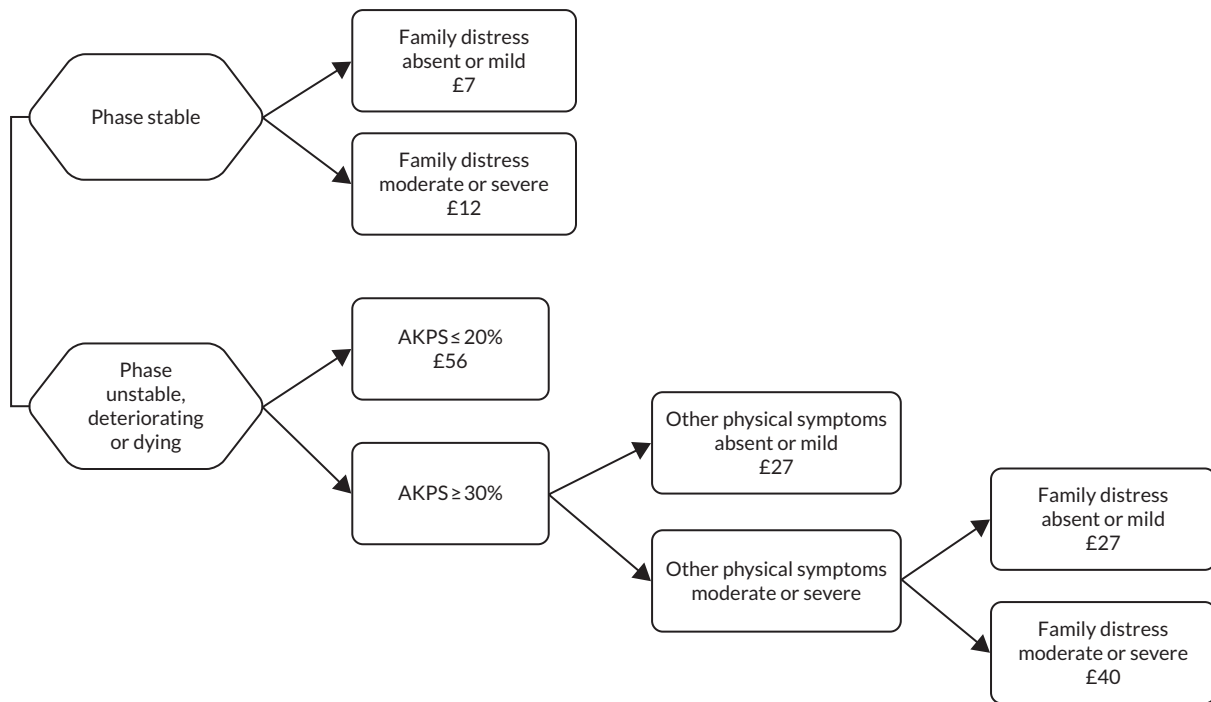 Phase stable
Family distress
absent or mild
£7
Family distress
moderate or severe
£12
Phase
unstable,
deteriorating
or dying
AKPS ≤ 20%
£56
AKPS ≥ 30%
Other physical symptoms
absent or mild
£27
Other physical symptoms
moderate or severe
Family distress
absent or mild
£27
Family distress
moderate or severe
£40